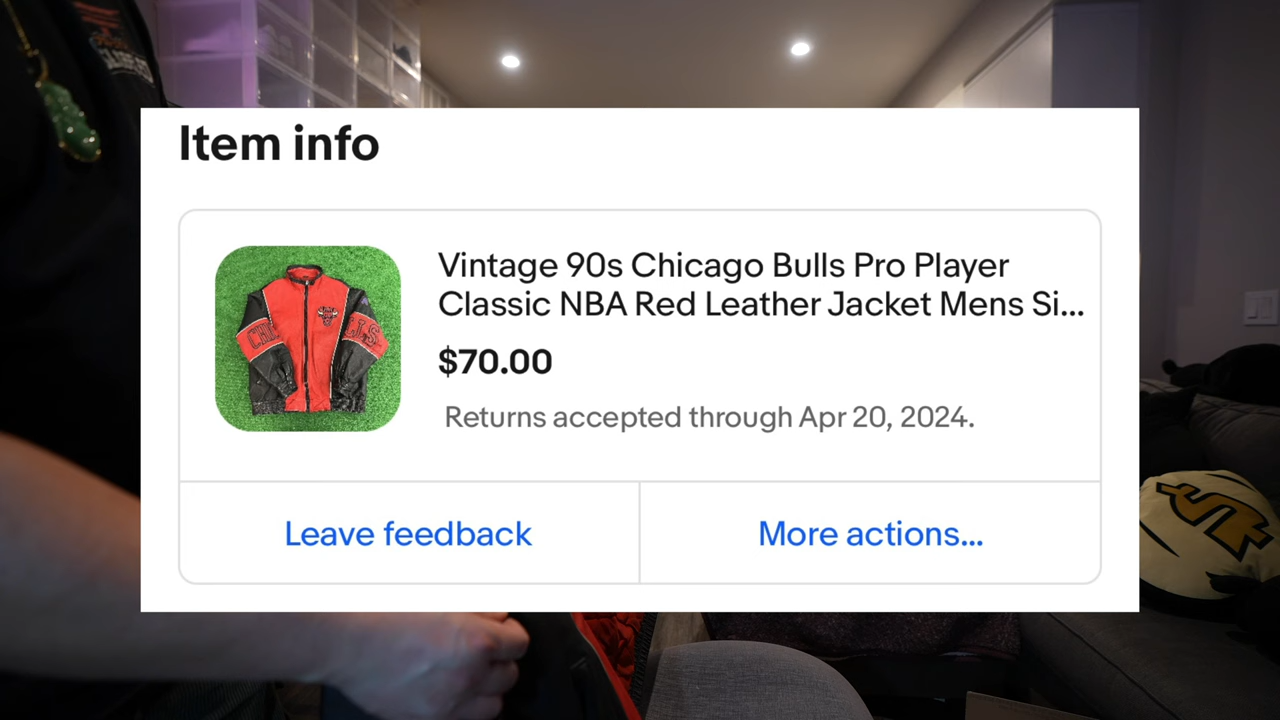 Item info
Vintage 90s Chicago Bulls Pro Player
Classic NBA Red Leather Jacket Mens Si...
$70.00
Returns accepted through Apr 20, 2024.
Leave feedback
More actions...